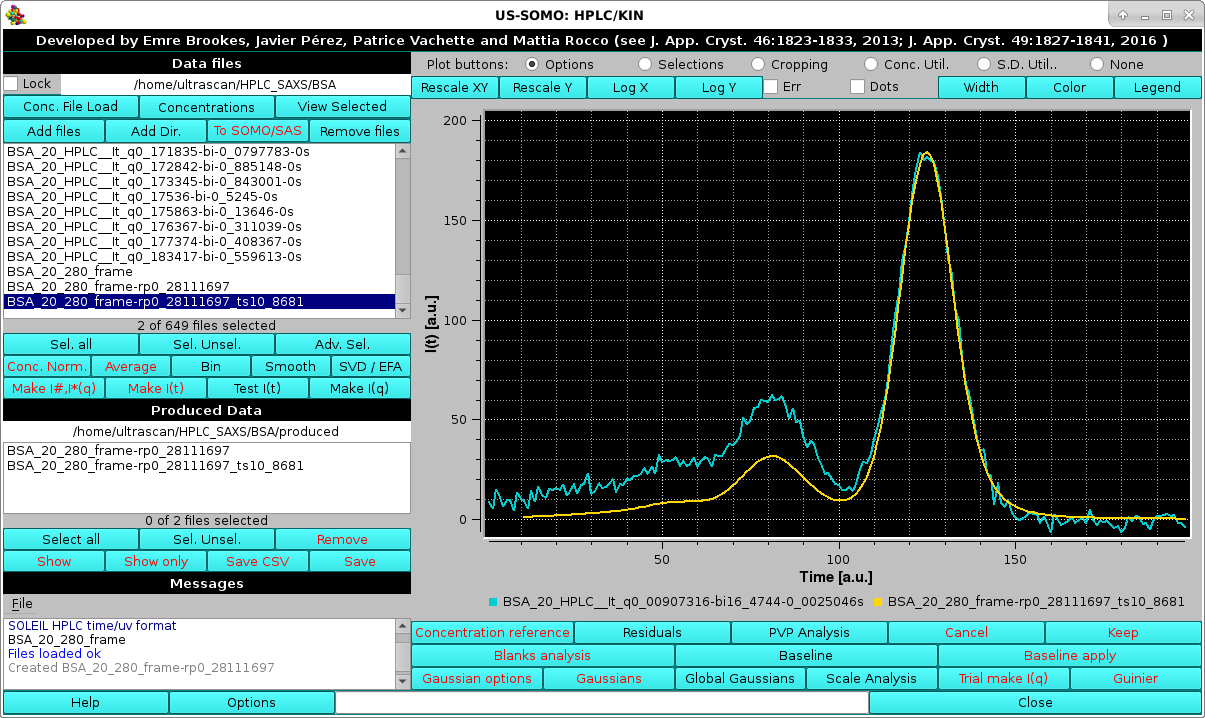 US-SOMO: HPLC/KIN
Developed by Emre Brookes, Javier Pérez, Patrice Vachette and Mattia Rocco (see J. App. Cryst. 46:1823-1833, 2013; J. App. Cryst. 49:1827-1841, 2016 )
Data files
Lock /home/ultrascan/HPLC_SAXS/BSA
Conc. File Load Concentrations View Selected
Add files Add Dir. To SOMO/SAS Remove files
BSA_20_HPLC__It_q0_171835-bi-0_0797783-0s
BSA_20_HPLC__It_q0_172842-bi-0_885148-0s
BSA_20_HPLC__It_q0_173345-bi-0_843001-0s
BSA_20_HPLC__It_q0_17536-bi-0_5245-0s
BSA_20_HPLC__It_q0_175863-bi-0_13646-0s
BSA_20_HPLC__It_q0_176367-bi-0_311039-0s
BSA_20_HPLC__It_q0_177374-bi-0_408367-0s
BSA_20_HPLC__It_q0_183417-bi-0_559613-0s
BSA_20_280_frame
BSA_20_280_frame-rp0_28111697
BSA_20_280_frame-rp0_28111697_ts10_8681
2 of 649 files selected
Sel. all Sel. Unsel. Adv. Sel.
Conc. Norm. Average Bin Smooth SVD / EFA
Make I#,I*(q) Make I(t) Test I(t) Make I(q)
Produced Data
/home/ultrascan/HPLC_SAXS/BSA/produced
BSA_20_280_frame-rp0_28111697
BSA_20_280_frame-rp0_28111697_ts10_8681
0 of 2 files selected
Select all Sel. Unsel. Remove
Show Show only Save CSV Save
Messages
File
SOLEIL HPLC time/uv format
BSA_20_280_frame
Files loaded ok
Created BSA_20_280_frame-rp0_28111697
Help Options
Plot buttons: Options Selections Cropping Conc. Util. S.D. Util.. None
Rescale XY Rescale Y Log X Log Y Err Dots Width Color Legend
200
150
100
50
0
I(t) [a.u.]
50 100 150
Time [a.u.]
BSA_20_HPLC__It_q0_00907316-bi16_4744-0_0025046s BSA_20_280_frame-rp0_28111697_ts10_8681
Concentration reference Residuals PVP Analysis Cancel Keep
Blanks analysis Baseline Baseline apply
Gaussian options Gaussians Global Gaussians Scale Analysis Trial make I(q) Guinier
Close